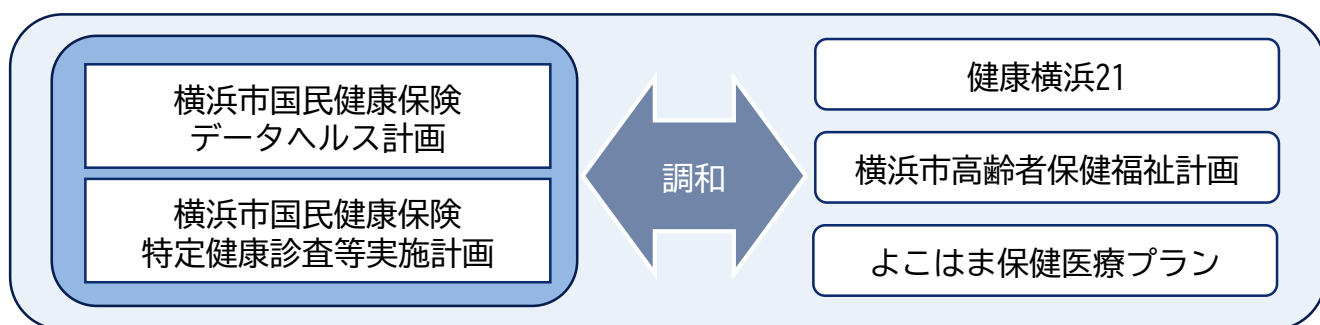 横浜市国民健康保険
データヘルス計画
横浜市国民健康保険
特定健康診査等実施計画
調和
健康横浜21
横浜市高齢者保健福祉計画
よこはま保健医療プラン